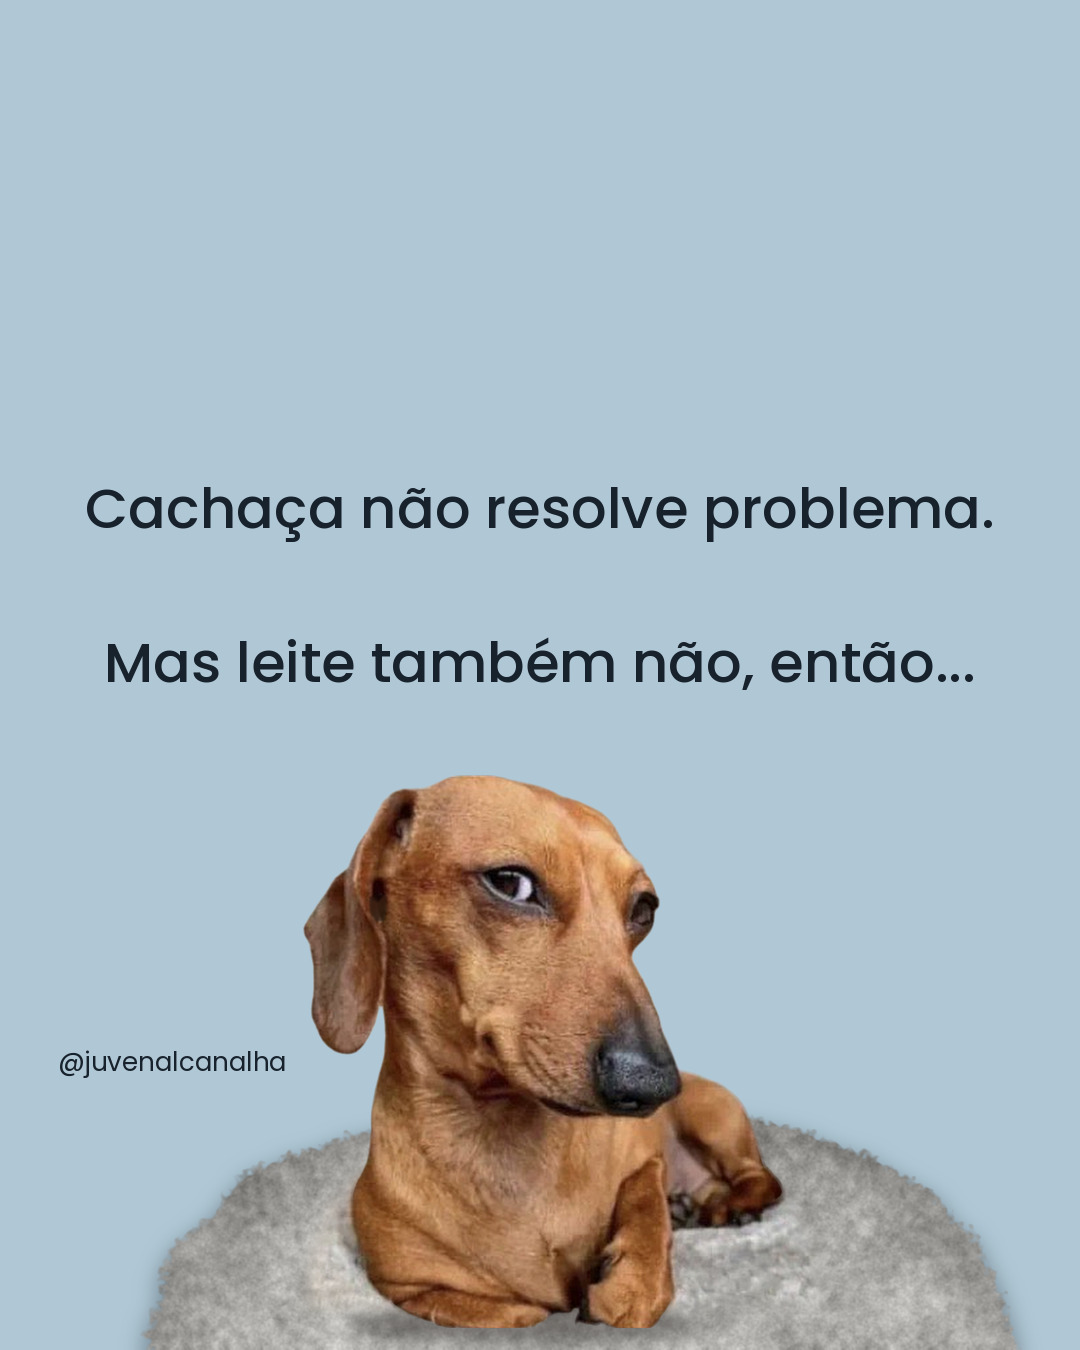 Cachaça não resolve problema.
Mas leite também não, então...
@juvenalcanalha